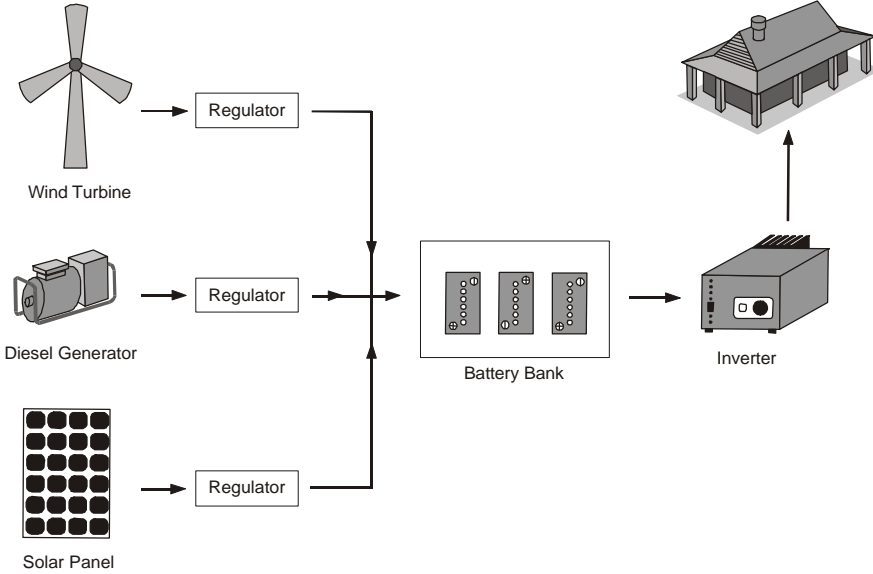 Regulator
Wind Turbine
Regulator
Diesel Generator
Battery Bank
Inverter
Regulator
Solar Panel